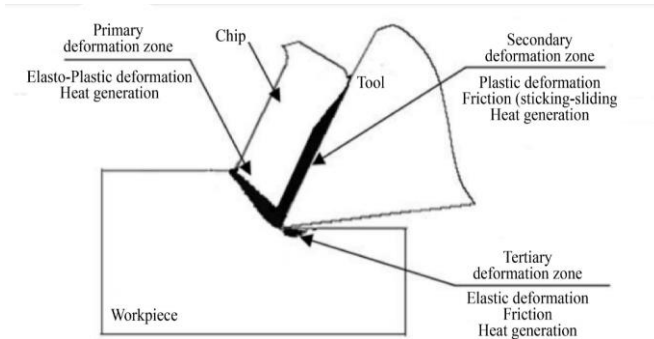 Primary
deformation zone
Elasto-Plastic deformation
Heat generation
Chip
Tool
Secondary
deformation zone
Plastic deformation
Friction (sticking-sliding
Heat generation
Tertiary
deformation zone
Elastic deformation
Friction
Heat generation
Workpiece